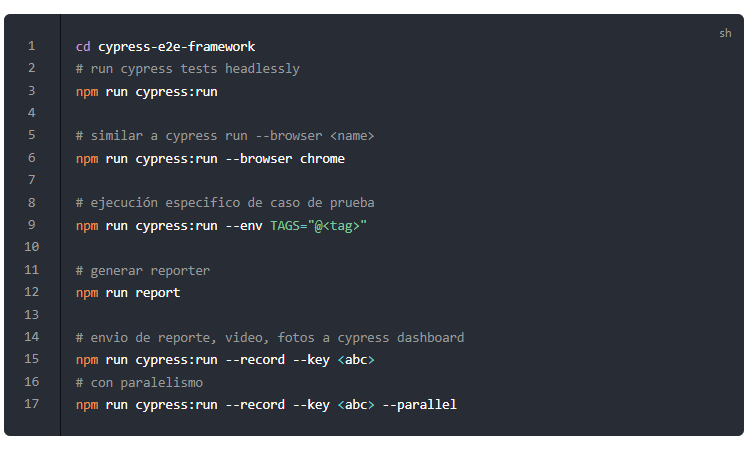 sh
1 cd cypress-e2e-framework
2 # run cypress tests headlessly
3 npm run cypress:run
4
5 # similar a cypress run --browser <name>
6 npm run cypress:run --browser chrome
7
8 # ejecución especifico de caso de prueba
9 npm run cypress:run --env TAGS="@<tag>"
10
11 # generar reporter
12 npm run report
13
14 # envio de reporte, video, fotos a cypress dashboard
15 npm run cypress:run --record --key <abc>
16 # con paralelismo
17 npm run cypress:run --record --key <abc> --parallel